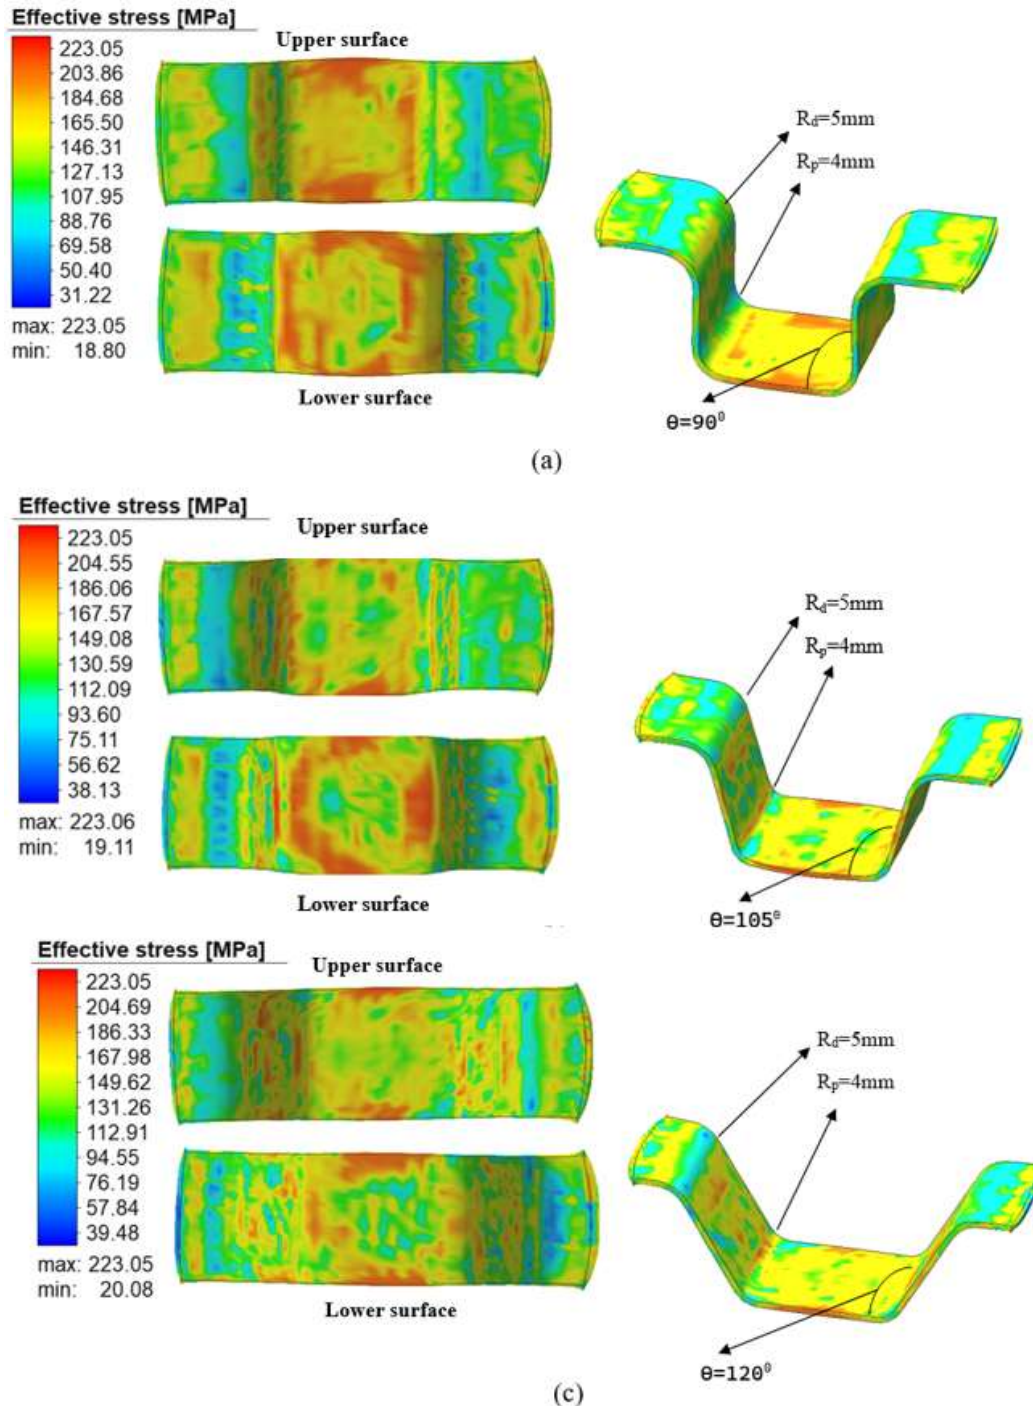 Effective stress [MPa]
Upper surface
223.05
203.86
184.68
165.50
146.31
127.13
107.95
88.76
69.58
50.40
31.22
max: 223.05
min: 18.80
Lower surface
Rd=5mm
Rp=4mm
θ=90⁰
(a)
Effective stress [MPa]
Upper surface
223.05
204.55
186.06
167.57
149.08
130.59
112.09
93.60
75.11
56.62
38.13
max: 223.06
min: 19.11
Lower surface
Rd=5mm
Rp=4mm
θ=105⁰
Effective stress [MPa]
Upper surface
223.05
204.69
186.33
167.98
149.62
131.26
112.91
94.55
76.19
57.84
39.48
max: 223.05
min: 20.08
Lower surface
Rd=5mm
Rp=4mm
θ=120⁰
(c)